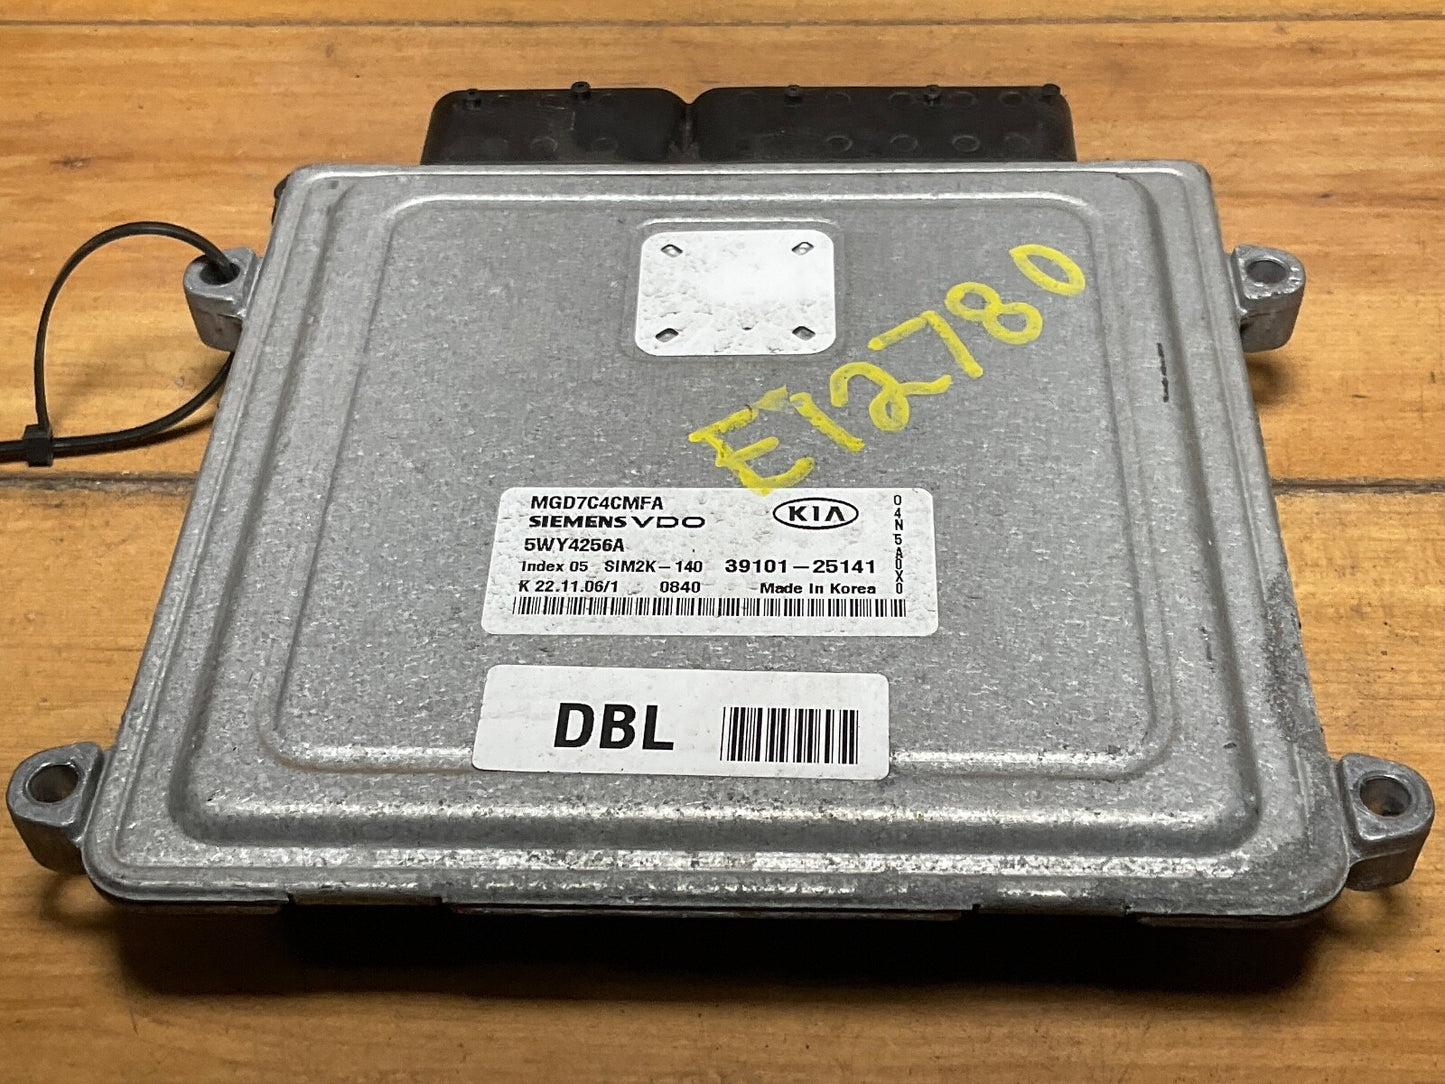 E12780
MGD7C4CMFA
SIEMENS VDO
KIA
5WY4256A
Index 05 SIM2K-140 39101-25141
K 22.11.06/1 0840 Made In Korea
04N5A0X0
DBL